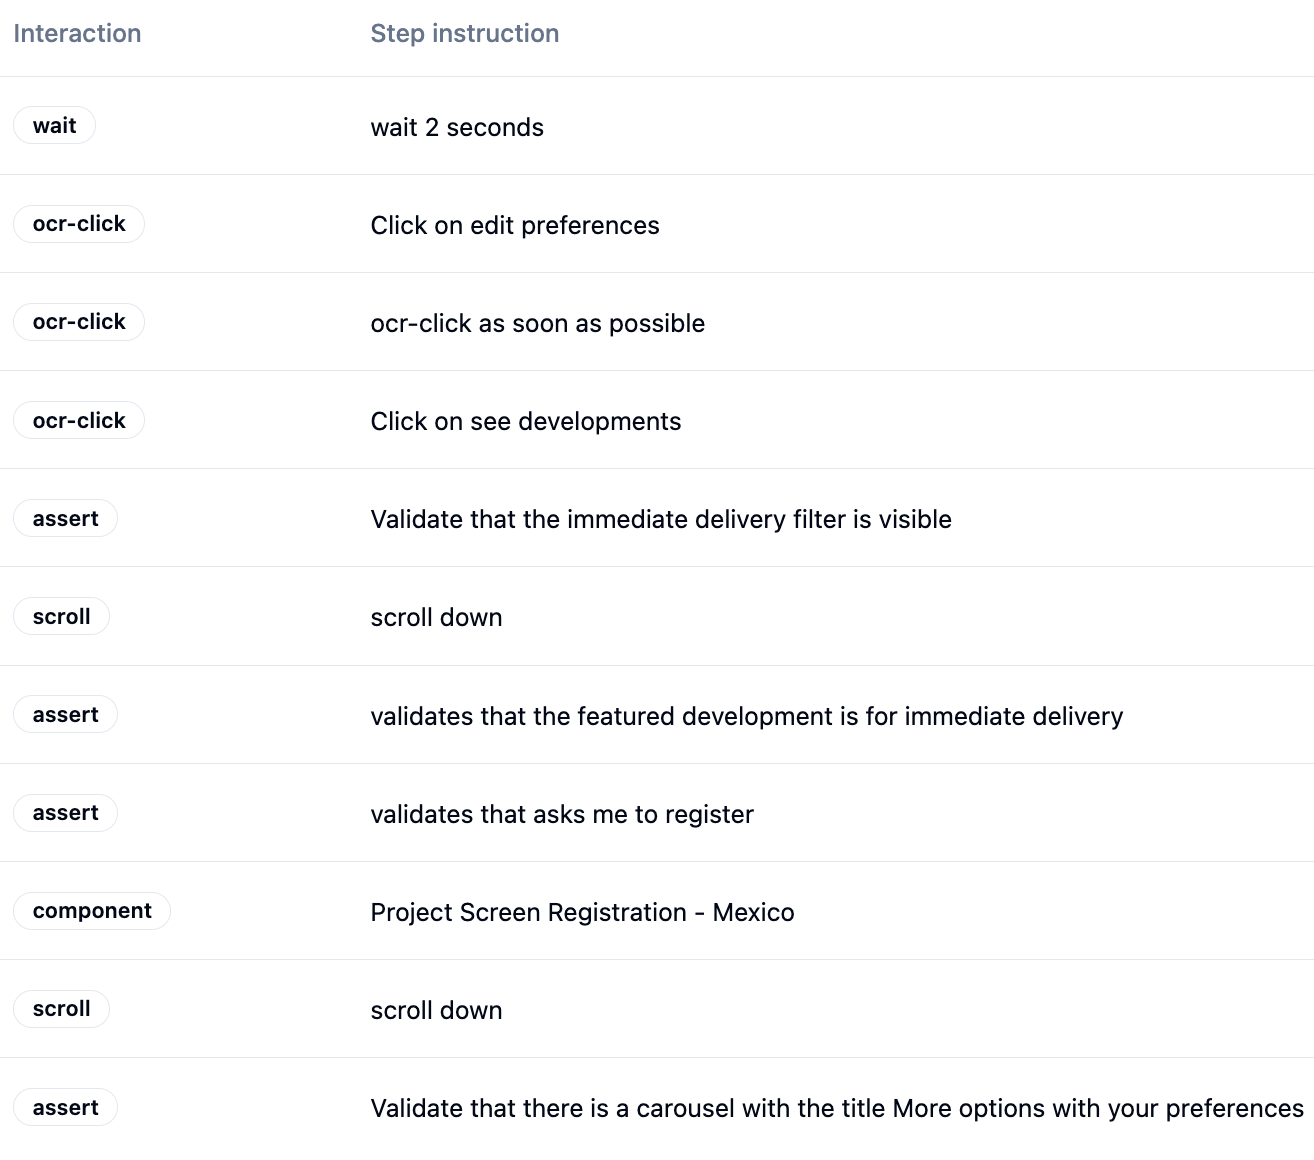 Interaction Step instruction
wait wait 2 seconds
ocr-click Click on edit preferences
ocr-click ocr-click as soon as possible
ocr-click Click on see developments
assert Validate that the immediate delivery filter is visible
scroll scroll down
assert validates that the featured development is for immediate delivery
assert validates that asks me to register
component Project Screen Registration - Mexico
scroll scroll down
assert Validate that there is a carousel with the title More options with your preferences